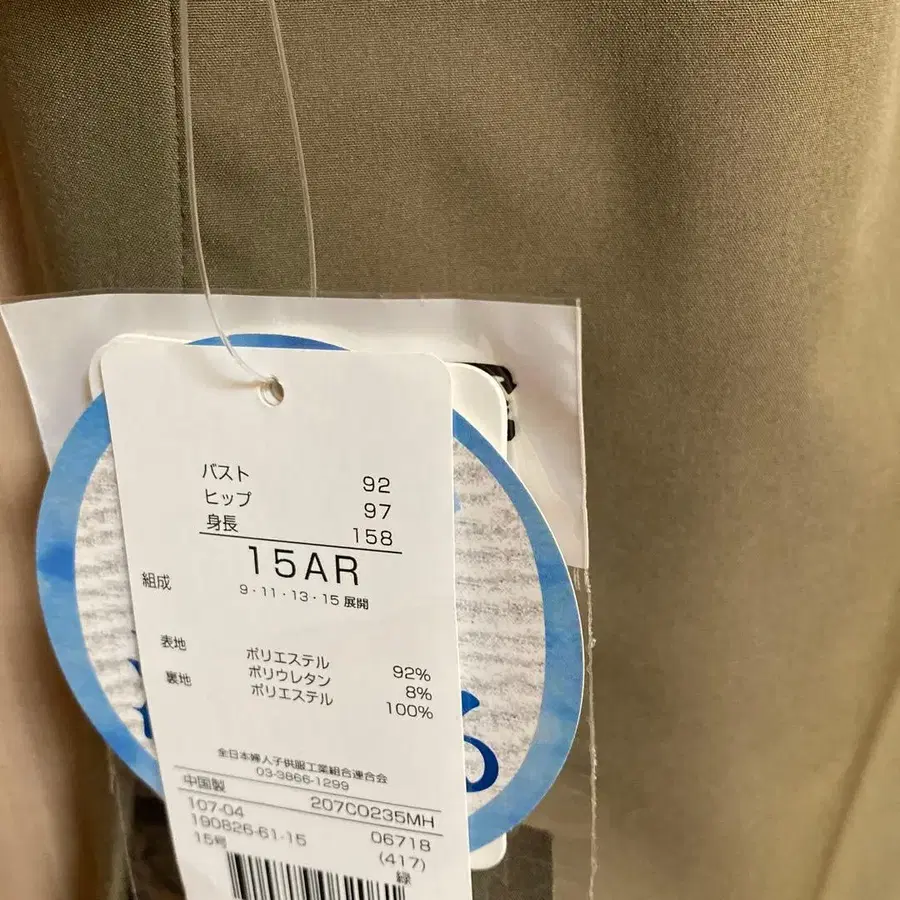 バスト 92
ヒップ 97
身長 158
15AR
9・11・13・15 展開
組成
表地 ポリエステル 92%
ポリウレタン 8%
裏地 ポリエステル 100%
全日本婦人子供服工業組合連合会
03-3866-1299
中国製 207C0235MH
107-04 06718
190826-61-15 (417)
15号 緑
る